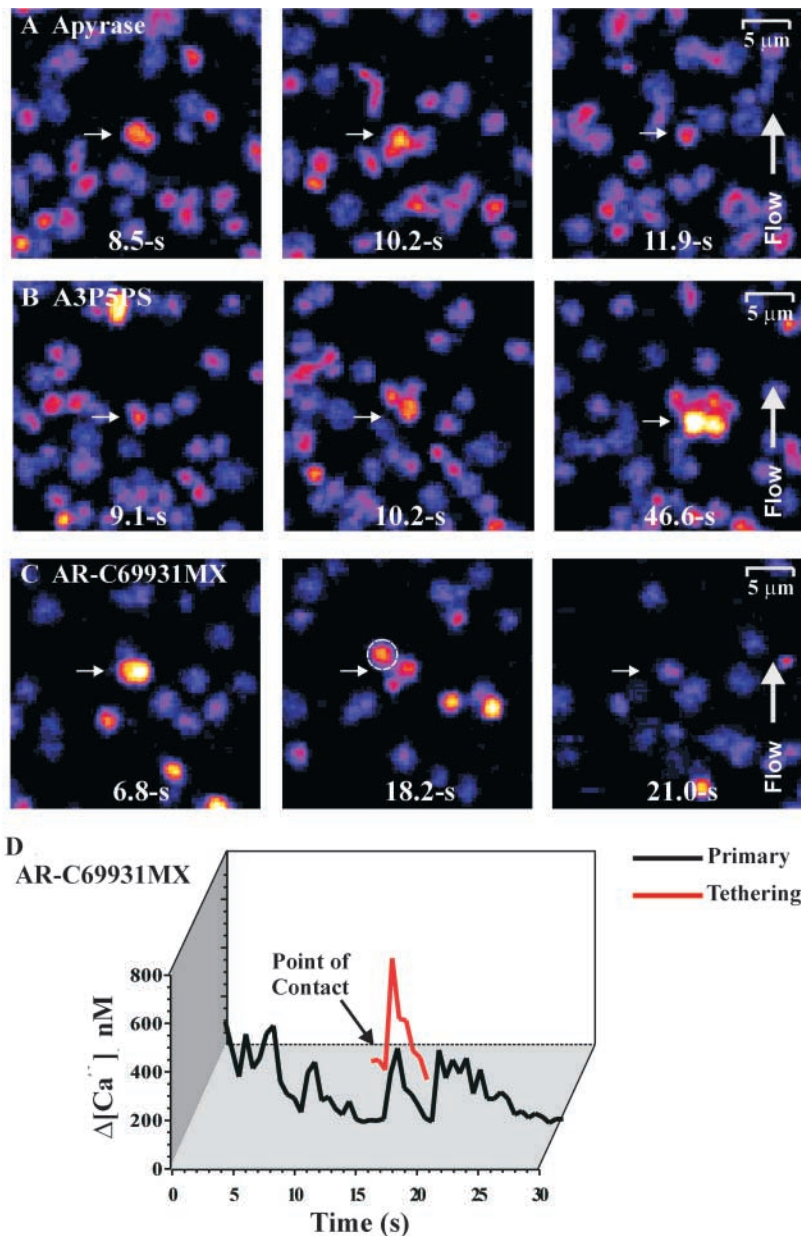 A Apyrase
5 µm
Flow
8.5-s
10.2-s
11.9-s
B A3P5PS
5 µm
Flow
9.1-s
10.2-s
46.6-s
C AR-C69931MX
5 µm
Flow
6.8-s
18.2-s
21.0-s
D
AR-C69931MX
Primary
Tethering
Point of
Contact
800
600
400
200
0
Δ[Ca ] nM
0 5 10 15 20 25 30
Time (s)